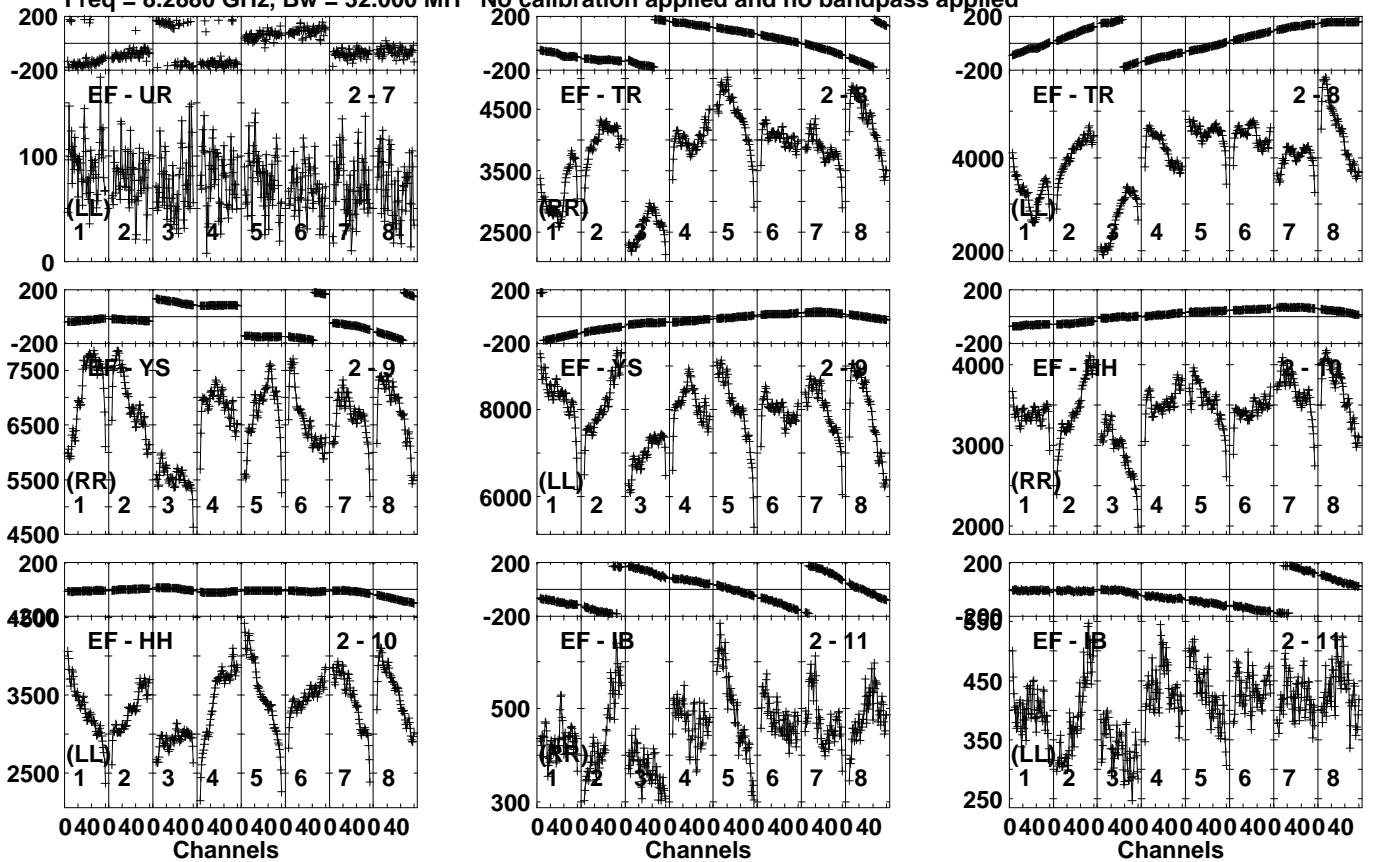 Freq = 8.2880 GHz, Bw = 32.000 MH No calibration applied and no bandpass applied
200
-200
EF - UR 2 - 7
100
(LL)
1 2 3 4 5 6 7 8
0
200
-200
EF - TR 2 - 8
4500
3500
(RR)
1 2 3 4 5 6 7 8
2500
200
-200
EF - TR 2 - 8
4000
(LL)
1 2 3 4 5 6 7 8
2000
200
-200
7500
EF - YS 2 - 9
6500
5500
(RR)
1 2 3 4 5 6 7 8
4500
200
-200
EF - YS 2 - 9
8000
(LL)
6000
1 2 3 4 5 6 7 8
200
-200
4000
EF - HH 2 - 10
3000
(RR)
1 2 3 4 5 6 7 8
2000
200
EF - HH 2 - 10
3500
(LL)
2500
1 2 3 4 5 6 7 8
040040040040040040040040
Channels
200
-200
EF - IB 2 - 11
500
(RR)
1 2 3 4 5 6 7 8
300
040040040040040040040040
Channels
200
EF - IB 2 - 11
450
350
(LL)
1 2 3 4 5 6 7 8
250
040040040040040040040040
Channels